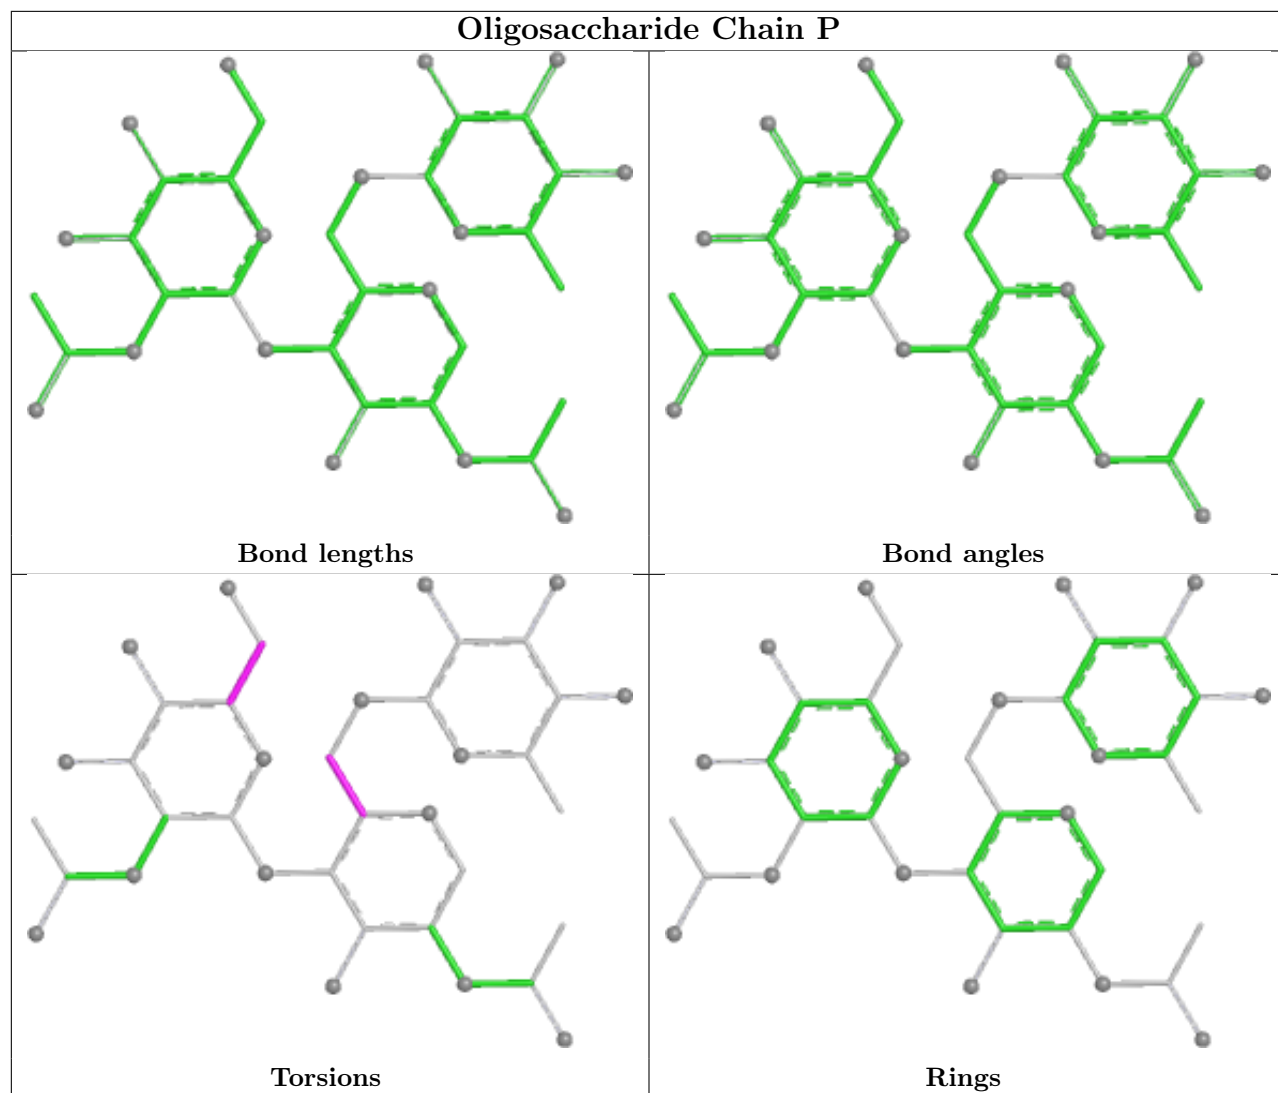 Oligosaccharide Chain P
Bond lengths
Bond angles
Torsions
Rings